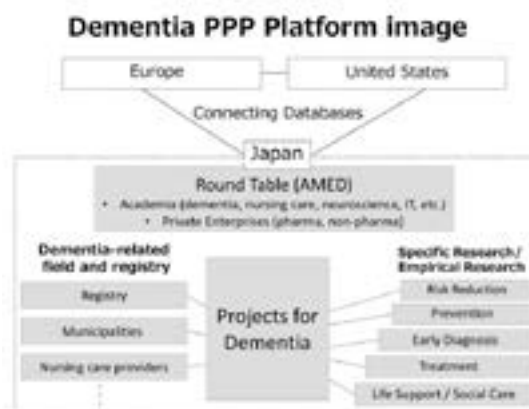 Dementia PPP Platform image
Europe
United States
Connecting Databases
Japan
Round Table (AMED)
• Academia (dementia, nursing care, neuroscience, IT, etc.)
• Private Enterprises (pharma, non-pharma)
Dementia-related
field and registry
Registry
Municipalities
Nursing care providers
Projects for
Dementia
Specific Research/
Empirical Research
Risk Reduction
Prevention
Early Diagnosis
Treatment
Life Support / Social Care